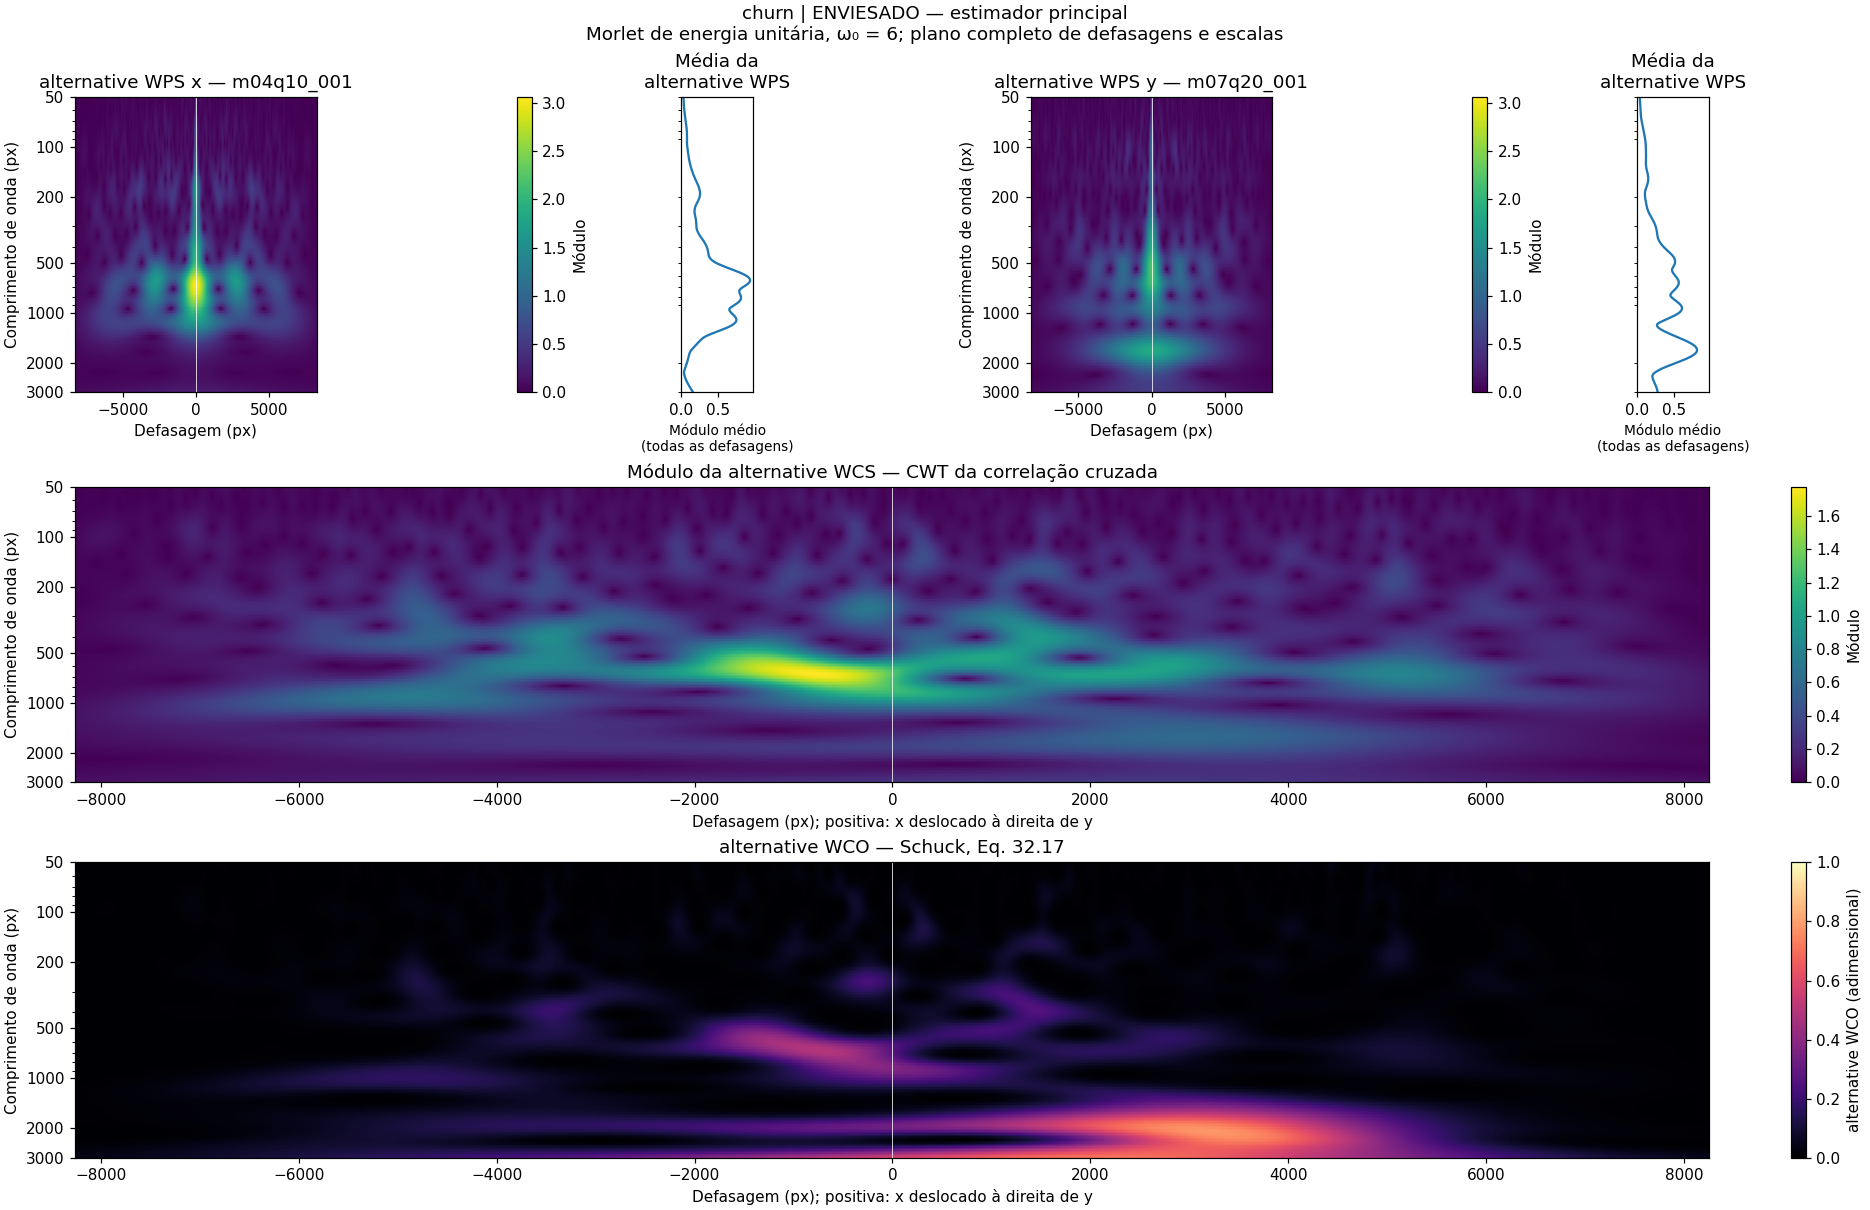 churn | ENVIESADO — estimador principal
Morlet de energia unitária, ω₀ = 6; plano completo de defasagens e escalas
alternative WPS x — m04q10_001
50
100
200
500
1000
2000
3000
Comprimento de onda (px)
−5000 0 5000
Defasagem (px)
3.0
2.5
2.0
1.5
1.0
0.5
0.0
Módulo
Média da
alternative WPS
0.0 0.5
Módulo médio
(todas as defasagens)
alternative WPS y — m07q20_001
50
100
200
500
1000
2000
3000
Comprimento de onda (px)
−5000 0 5000
Defasagem (px)
3.0
2.5
2.0
1.5
1.0
0.5
0.0
Módulo
Média da
alternative WPS
0.0 0.5
Módulo médio
(todas as defasagens)
Módulo da alternative WCS — CWT da correlação cruzada
50
100
200
500
1000
2000
3000
Comprimento de onda (px)
−8000 −6000 −4000 −2000 0 2000 4000 6000 8000
Defasagem (px); positiva: x deslocado à direita de y
1.6
1.4
1.2
1.0
0.8
0.6
0.4
0.2
0.0
Módulo
alternative WCO — Schuck, Eq. 32.17
50
100
200
500
1000
2000
3000
Comprimento de onda (px)
−8000 −6000 −4000 −2000 0 2000 4000 6000 8000
Defasagem (px); positiva: x deslocado à direita de y
1.0
0.8
0.6
0.4
0.2
0.0
alternative WCO (adimensional)